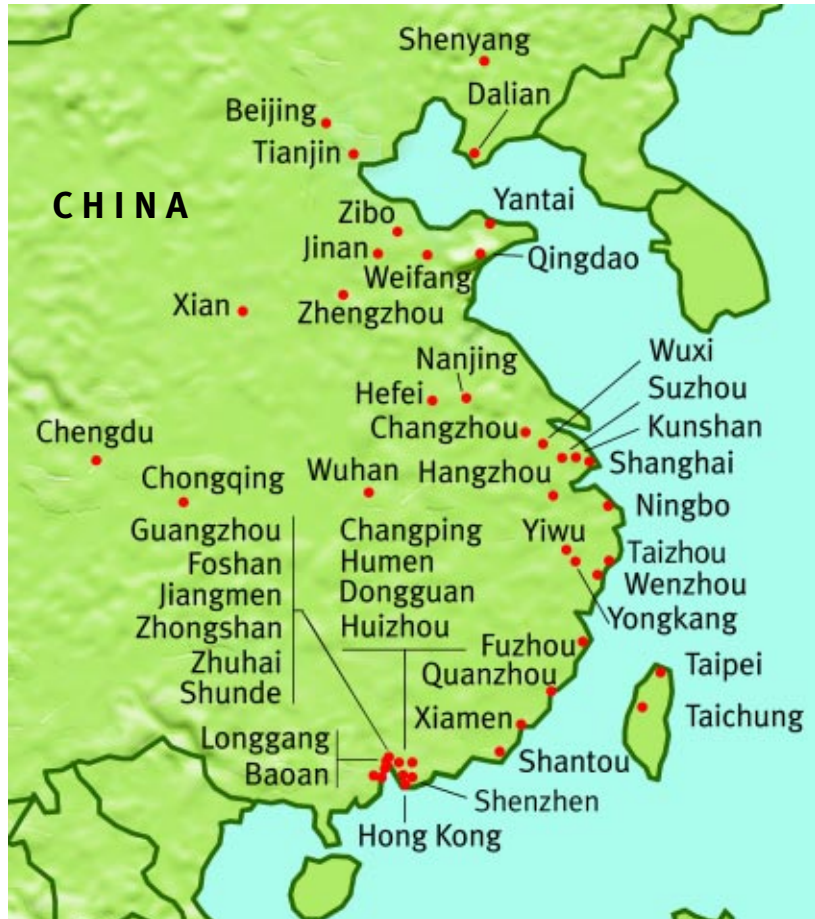 Shenyang
Dalian
Beijing
Tianjin
CHINA
Yantai
Zibo
Jinan
Weifang
Qingdao
Xian
Zhengzhou
Nanjing
Wuxi
Hefei
Suzhou
Changzhou
Kunshan
Chengdu
Shanghai
Chongqing
Wuhan
Hangzhou
Ningbo
Guangzhou
Foshan
Jiangmen
Zhongshan
Zhuhai
Shunde
Changping
Humen
Dongguan
Huizhou
Yiwu
Taizhou
Wenzhou
Yongkang
Fuzhou
Quanzhou
Taipei
Xiamen
Taichung
Longgang
Baoan
Shantou
Shenzhen
Hong Kong